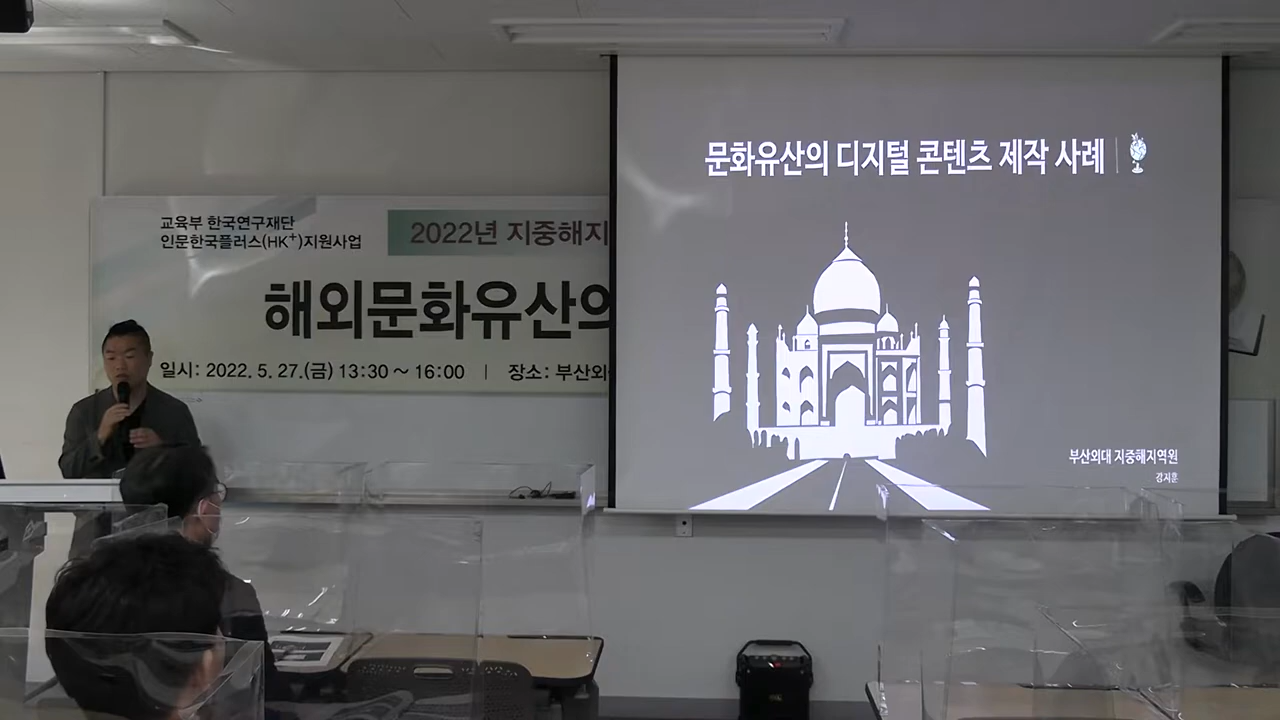 교육부 한국연구재단
인문한국플러스(HK+)지원사업
2022년 지중해지
해외문화유산의
일시: 2022. 5. 27.(금) 13:30 ~ 16:00 | 장소: 부산외
문화유산의 디지털 콘텐츠 제작 사례
부산외대 지중해지역원
강지훈